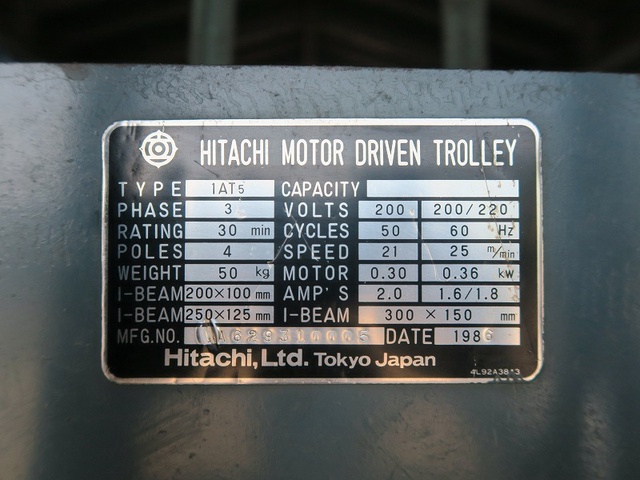 HITACHI MOTOR DRIVEN TROLLEY
TYPE 1AT5 CAPACITY
PHASE 3 VOLTS 200 200/220
RATING 30 min CYCLES 50 60 Hz
POLES 4 SPEED 21 25 m/min
WEIGHT 50 kg MOTOR 0.30 0.36 kw
I-BEAM 200×100 mm AMP'S 2.0 1.6/1.8
I-BEAM 250×125 mm I-BEAM 300×150 mm
MFG.NO. DATE 1986
Hitachi,Ltd. Tokyo Japan